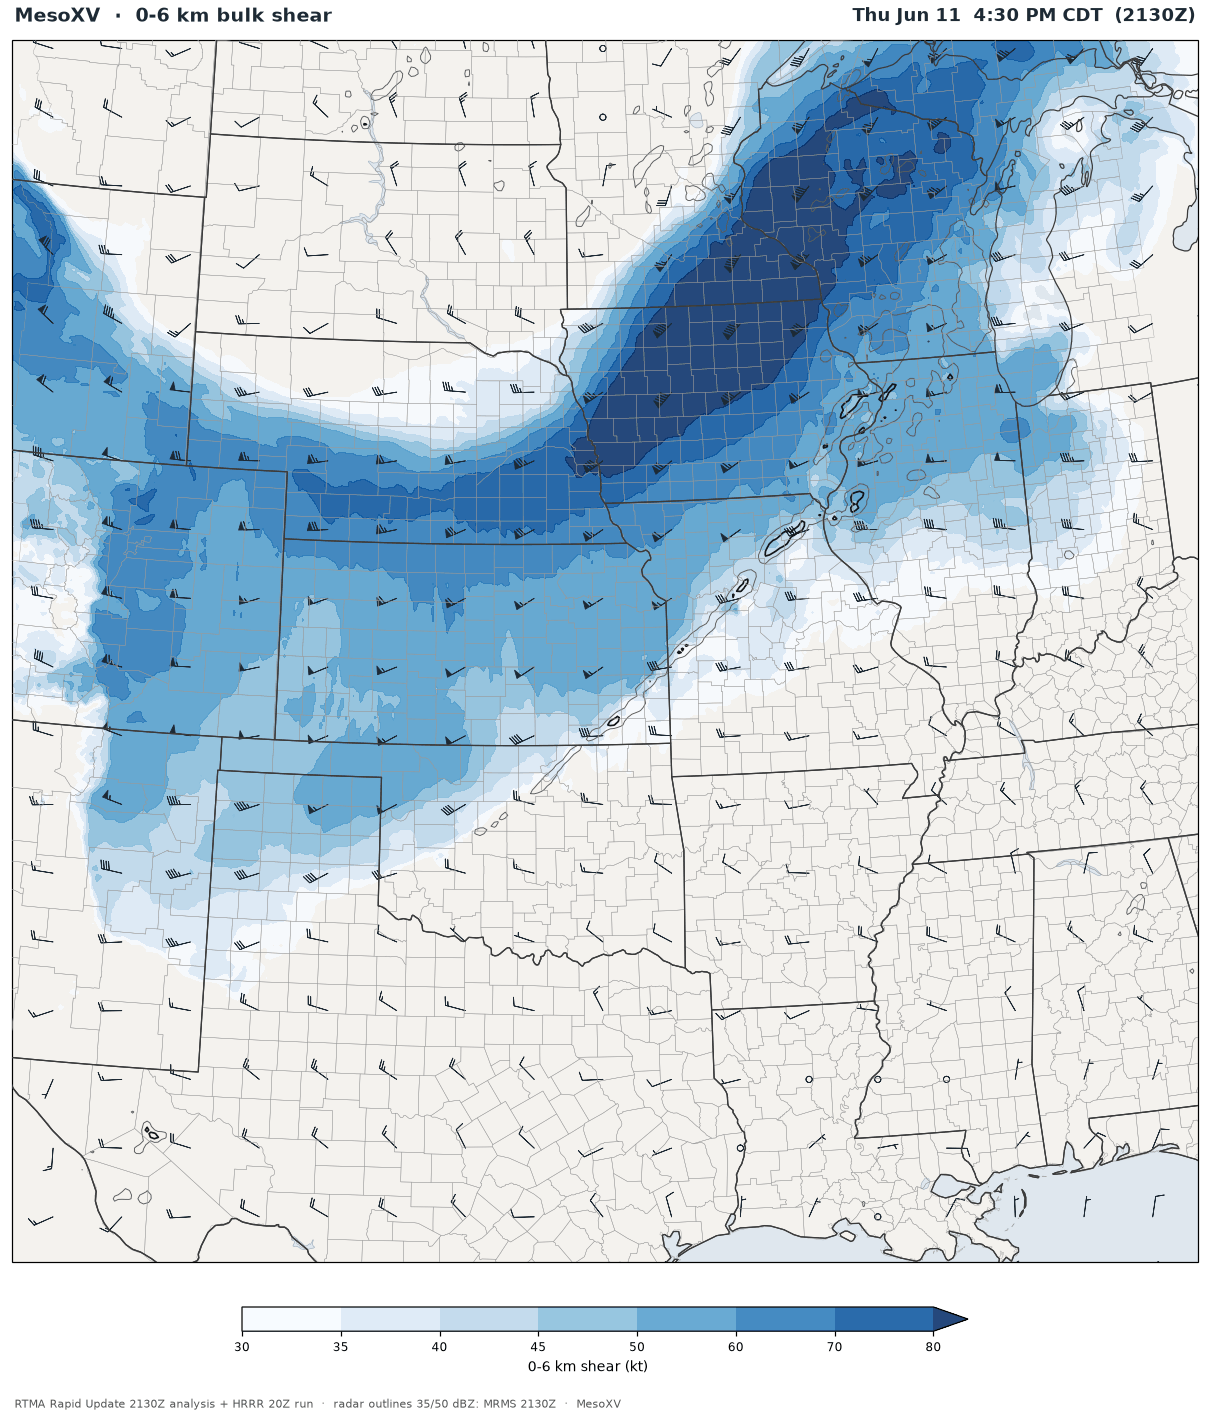 MesoXV · 0-6 km bulk shear
Thu Jun 11 4:30 PM CDT (2130Z)
30 35 40 45 50 60 70 80
0-6 km shear (kt)
RTMA Rapid Update 2130Z analysis + HRRR 20Z run · radar outlines 35/50 dBZ: MRMS 2130Z · MesoXV